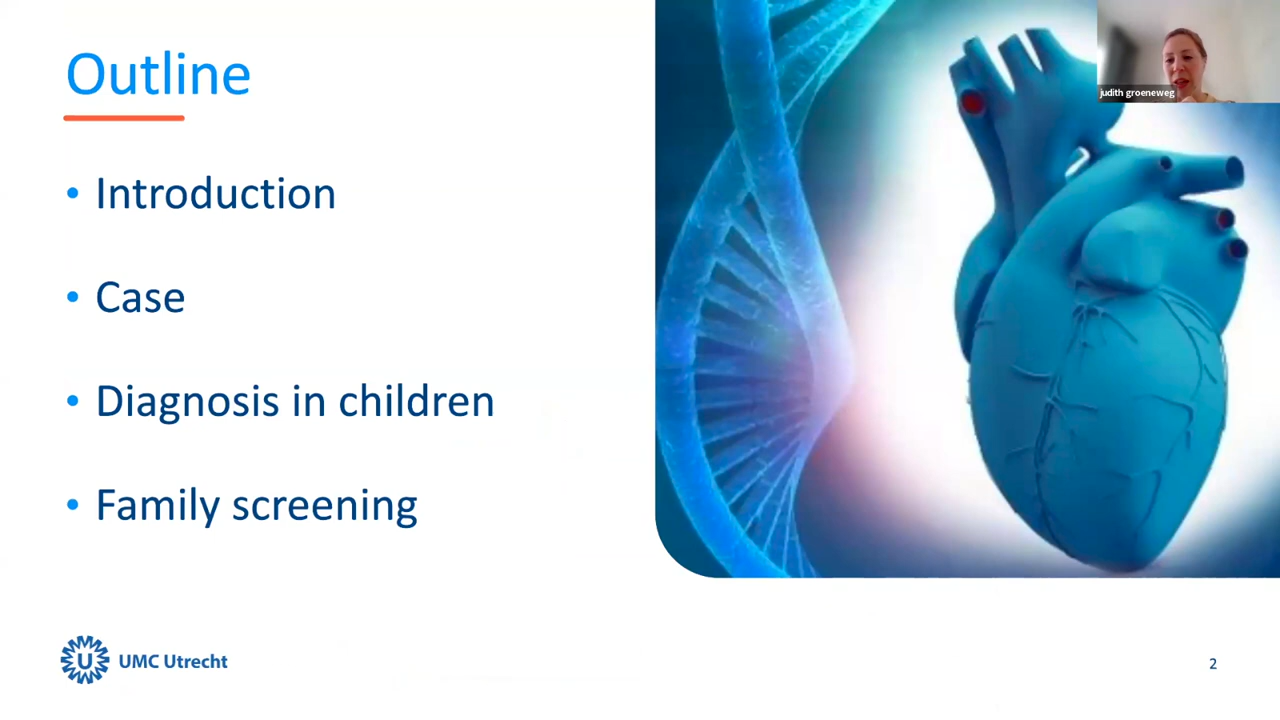 Outline
judith groeneweg
• Introduction
• Case
• Diagnosis in children
• Family screening
U UMC Utrecht
2